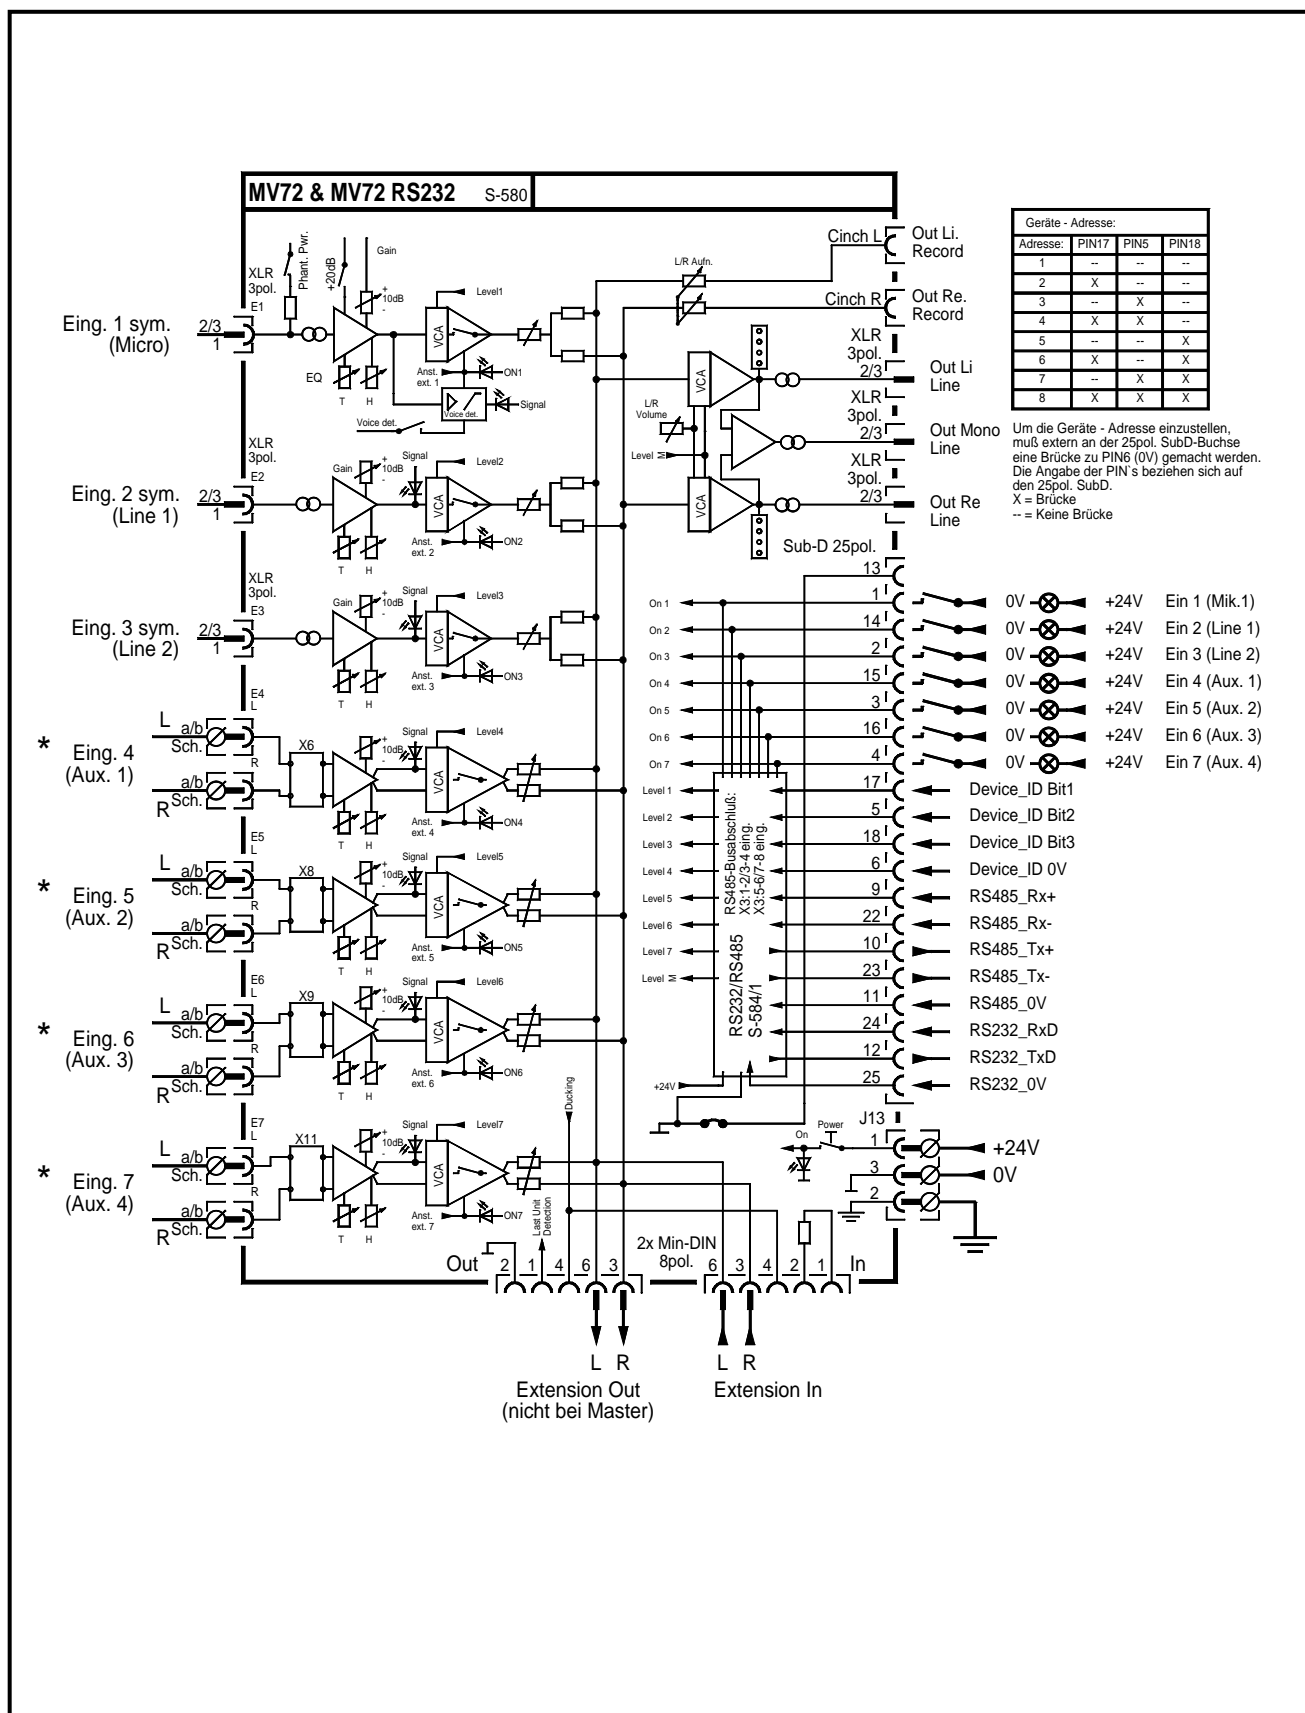 MV72 & MV72 RS232 S-580
XLR
3pol.
E1
Phant. Pwr.
+20dB
Gain
+
10dB
-
Eing. 1 sym.
(Micro)
2/3
1
EQ
T H
VCA
Level1
Anst.
ext. 1
ON1
Voice det.
Signal
Voice det.
XLR
3pol.
E2
Eing. 2 sym.
(Line 1)
2/3
1
Gain
+
10dB
-
Signal
T H
VCA
Level2
Anst.
ext. 2
ON2
XLR
3pol.
E3
Eing. 3 sym.
(Line 2)
2/3
1
Gain
+
10dB
-
Signal
T H
VCA
Level3
Anst.
ext. 3
ON3
E4
L
* Eing. 4
(Aux. 1)
L a/b
Sch.
R
R a/b
Sch.
X6
+
10dB
-
Signal
T H
VCA
Level4
Anst.
ext. 4
ON4
E5
L
* Eing. 5
(Aux. 2)
L a/b
Sch.
R
R a/b
Sch.
X8
+
10dB
-
Signal
T H
VCA
Level5
Anst.
ext. 5
ON5
E6
L
* Eing. 6
(Aux. 3)
L a/b
Sch.
R
R a/b
Sch.
X9
+
10dB
-
Signal
T H
VCA
Level6
Anst.
ext. 6
ON6
E7
L
* Eing. 7
(Aux. 4)
L a/b
Sch.
R
R a/b
Sch.
X11
+
10dB
-
Signal
T H
VCA
Level7
Anst.
ext. 7
ON7
Ducking
Last Unit
Detection
L/R Aufn.
Cinch L
Out Li.
Record
Cinch R
Out Re.
Record
VCA
L/R
Volume
Level M
VCA
XLR
3pol.
2/3
Out Li
Line
XLR
3pol.
2/3
Out Mono
Line
XLR
3pol.
2/3
Out Re
Line
Geräte - Adresse:
Adresse: PIN17 PIN5 PIN18
1 -- -- --
2 X -- --
3 -- X --
4 X X --
5 -- -- X
6 X -- X
7 -- X X
8 X X X
Um die Geräte - Adresse einzustellen,
muß extern an der 25pol. SubD-Buchse
eine Brücke zu PIN6 (0V) gemacht werden.
Die Angabe der PIN`s beziehen sich auf
den 25pol. SubD.
X = Brücke
-- = Keine Brücke
Sub-D 25pol.
13
On 1 1 0V +24V Ein 1 (Mik.1)
On 2 14 0V +24V Ein 2 (Line 1)
On 3 2 0V +24V Ein 3 (Line 2)
On 4 15 0V +24V Ein 4 (Aux. 1)
On 5 3 0V +24V Ein 5 (Aux. 2)
On 6 16 0V +24V Ein 6 (Aux. 3)
On 7 4 0V +24V Ein 7 (Aux. 4)
Level 1 17 Device_ID Bit1
Level 2 5 Device_ID Bit2
Level 3 18 Device_ID Bit3
Level 4 6 Device_ID 0V
Level 5 9 RS485_Rx+
Level 6 22 RS485_Rx-
Level 7 10 RS485_Tx+
Level M 23 RS485_Tx-
11 RS485_0V
24 RS232_RxD
12 RS232_TxD
25 RS232_0V
RS485-Busabschluß:
X3:1-2/3-4 eing.
X3:5-6/7-8 eing.
RS232/RS485
S-584/1
+24V
J13
On
Power
1 +24V
3 0V
2
Out 2 1 4 6 3
2x Min-DIN
8pol.
6 3 4 2 1 In
L R
L R
Extension Out
(nicht bei Master)
Extension In